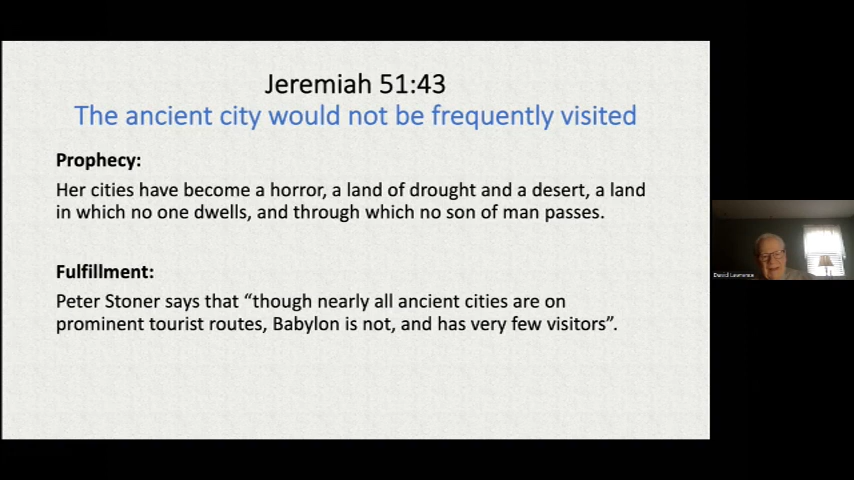 Jeremiah 51:43
The ancient city would not be frequently visited
Prophecy:
Her cities have become a horror, a land of drought and a desert, a land
in which no one dwells, and through which no son of man passes.
Fulfillment:
Peter Stoner says that “though nearly all ancient cities are on
prominent tourist routes, Babylon is not, and has very few visitors”.
David Lawrence